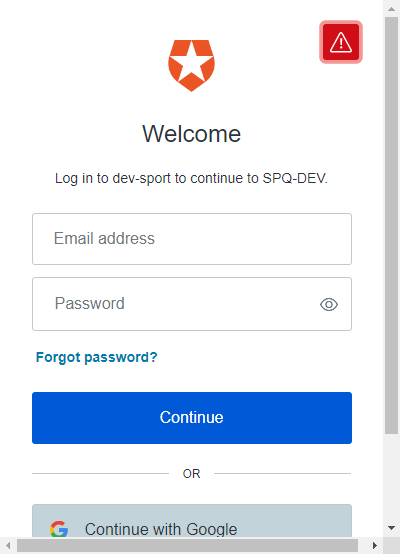 Welcome
Log in to dev-sport to continue to SPQ-DEV.
Email address
Password
Forgot password?
Continue
OR
Continue with Google